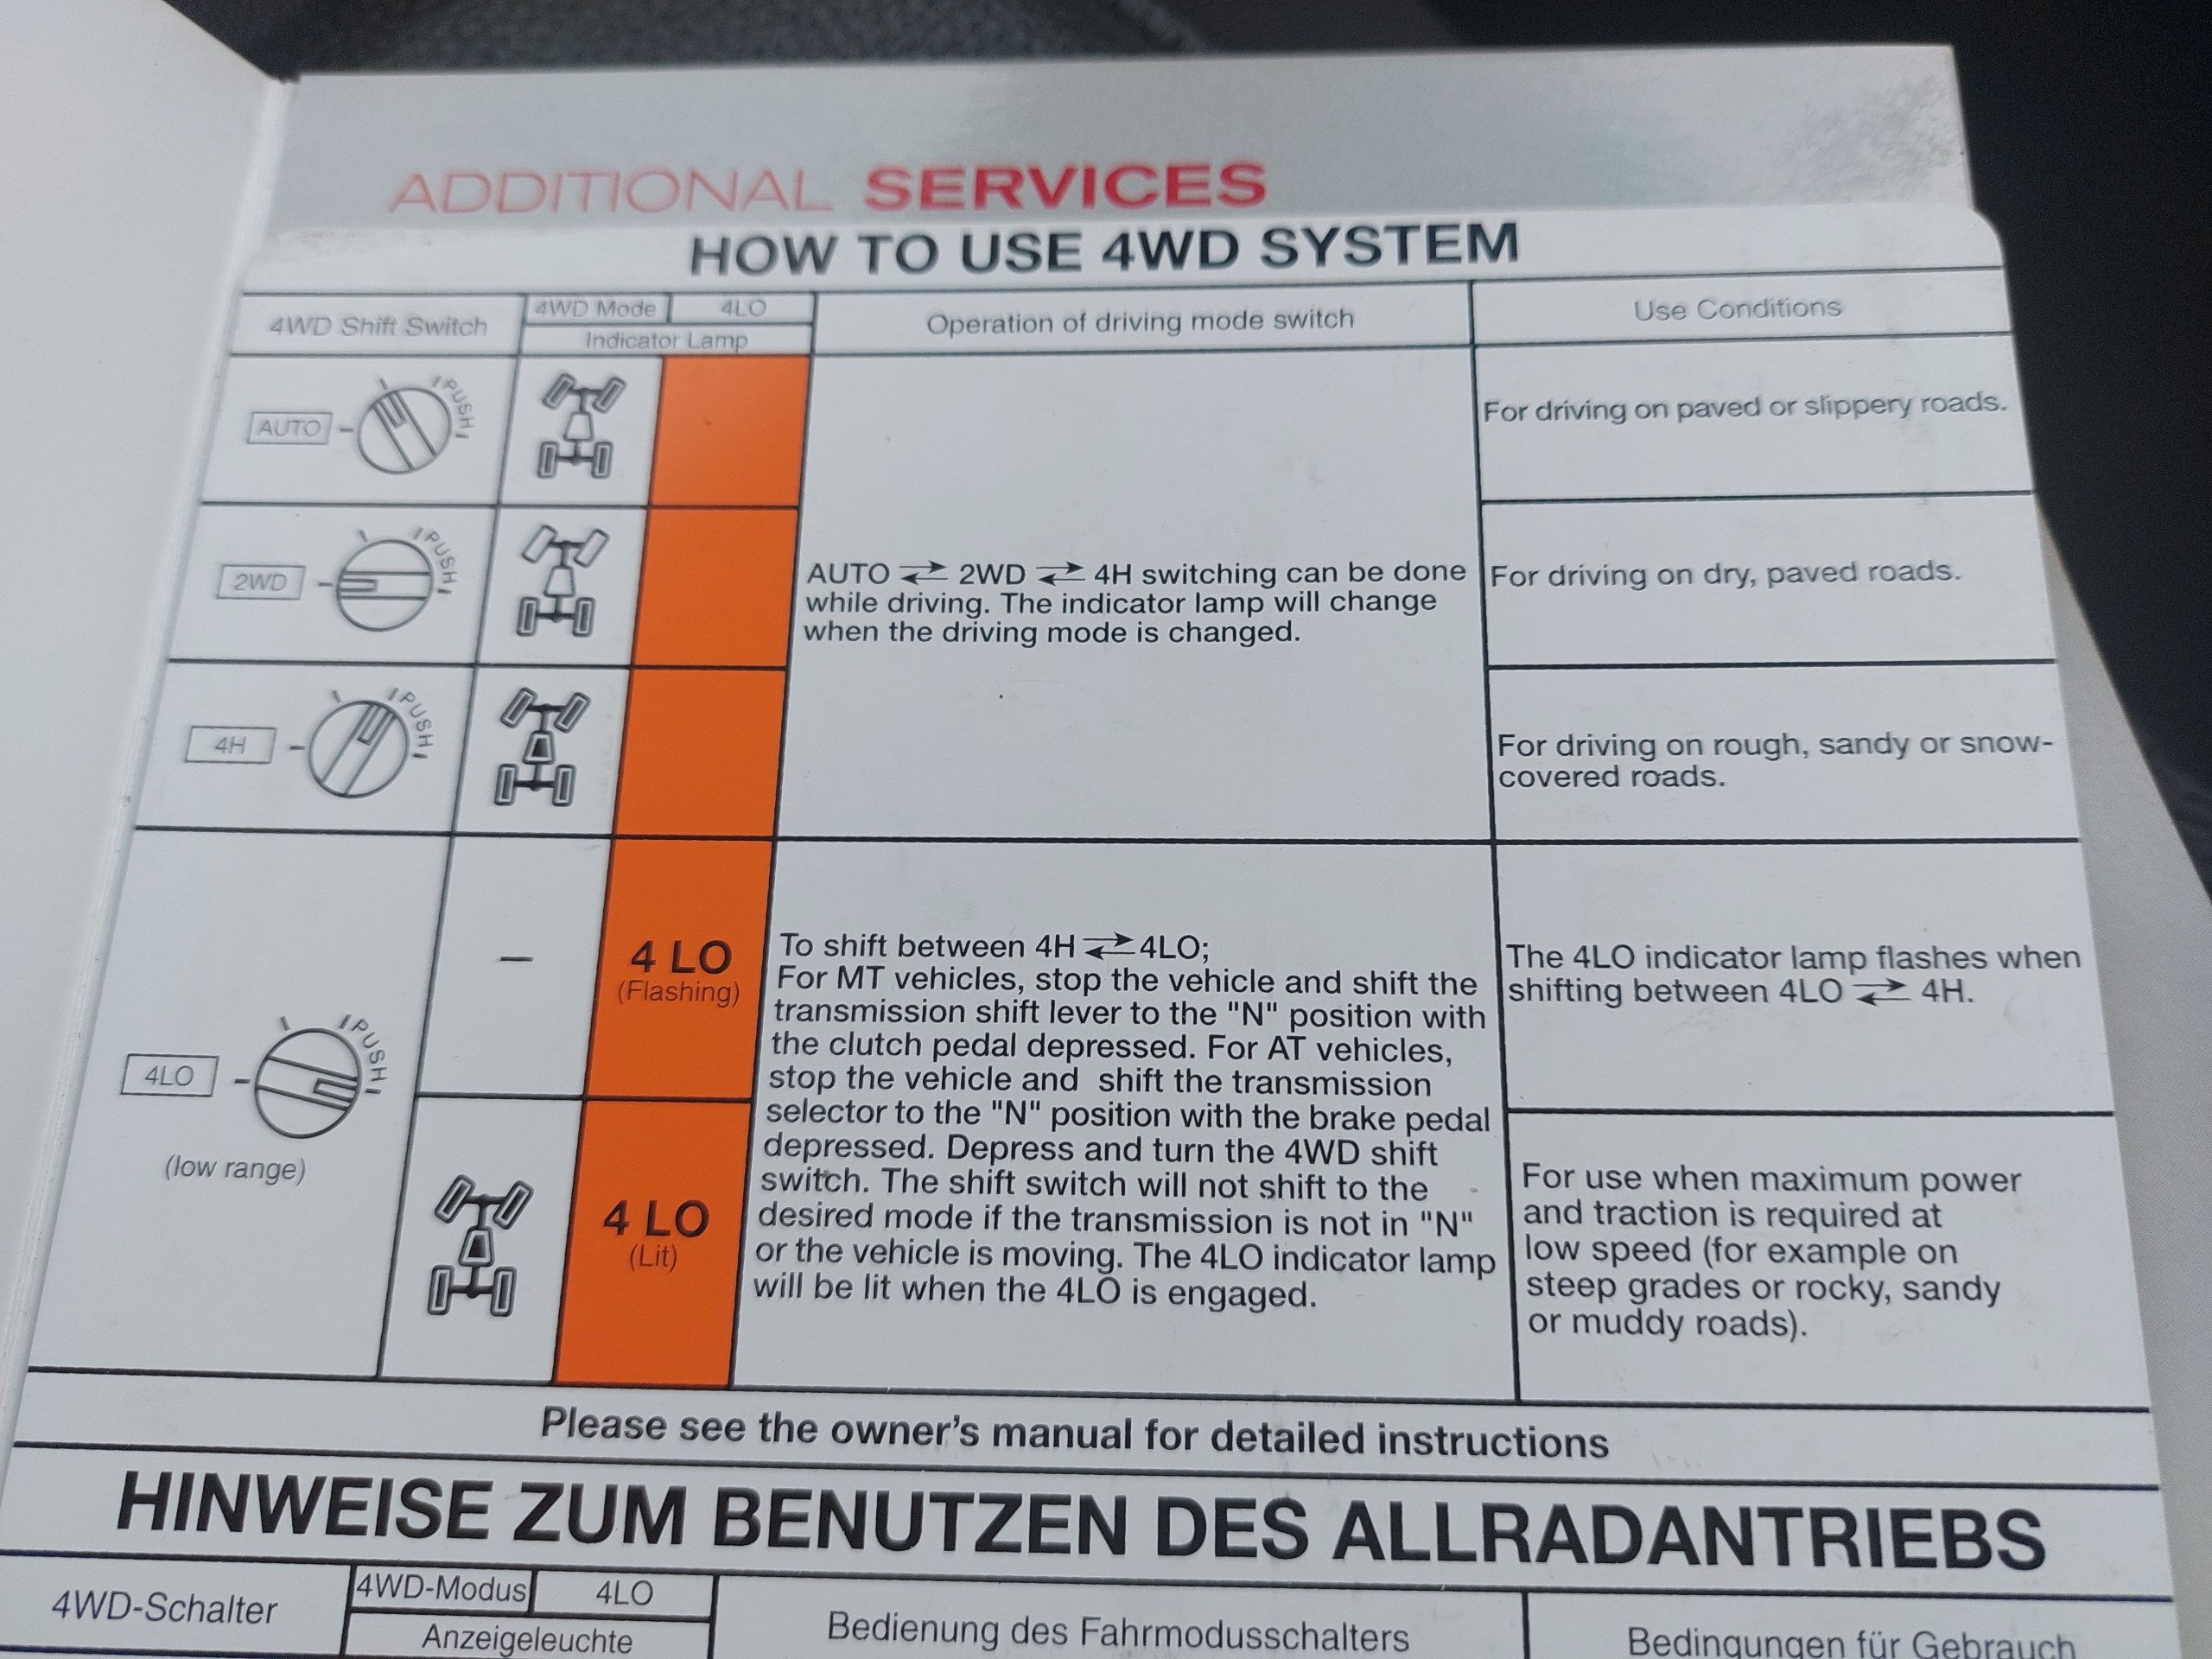 ADDITIONAL SERVICES
HOW TO USE 4WD SYSTEM
4WD Shift Switch
4WD Mode
4LO
Indicator Lamp
Operation of driving mode switch
Use Conditions
AUTO
PUSH
For driving on paved or slippery roads.
2WD
PUSH
AUTO ⇄ 2WD ⇄ 4H switching can be done
while driving. The indicator lamp will change
when the driving mode is changed.
For driving on dry, paved roads.
4H
PUSH
For driving on rough, sandy or snow-
covered roads.
4LO
PUSH
(low range)
–
4 LO
(Flashing)
4 LO
(Lit)
To shift between 4H ⇄ 4LO;
For MT vehicles, stop the vehicle and shift the
transmission shift lever to the "N" position with
the clutch pedal depressed. For AT vehicles,
stop the vehicle and shift the transmission
selector to the "N" position with the brake pedal
depressed. Depress and turn the 4WD shift
switch. The shift switch will not shift to the
desired mode if the transmission is not in "N"
or the vehicle is moving. The 4LO indicator lamp
will be lit when the 4LO is engaged.
The 4LO indicator lamp flashes when
shifting between 4LO ⇄ 4H.
For use when maximum power
and traction is required at
low speed (for example on
steep grades or rocky, sandy
or muddy roads).
Please see the owner's manual for detailed instructions
HINWEISE ZUM BENUTZEN DES ALLRADANTRIEBS
4WD-Schalter
4WD-Modus
4LO
Anzeigeleuchte
Bedienung des Fahrmodusschalters
Bedingungen für Gebrauch